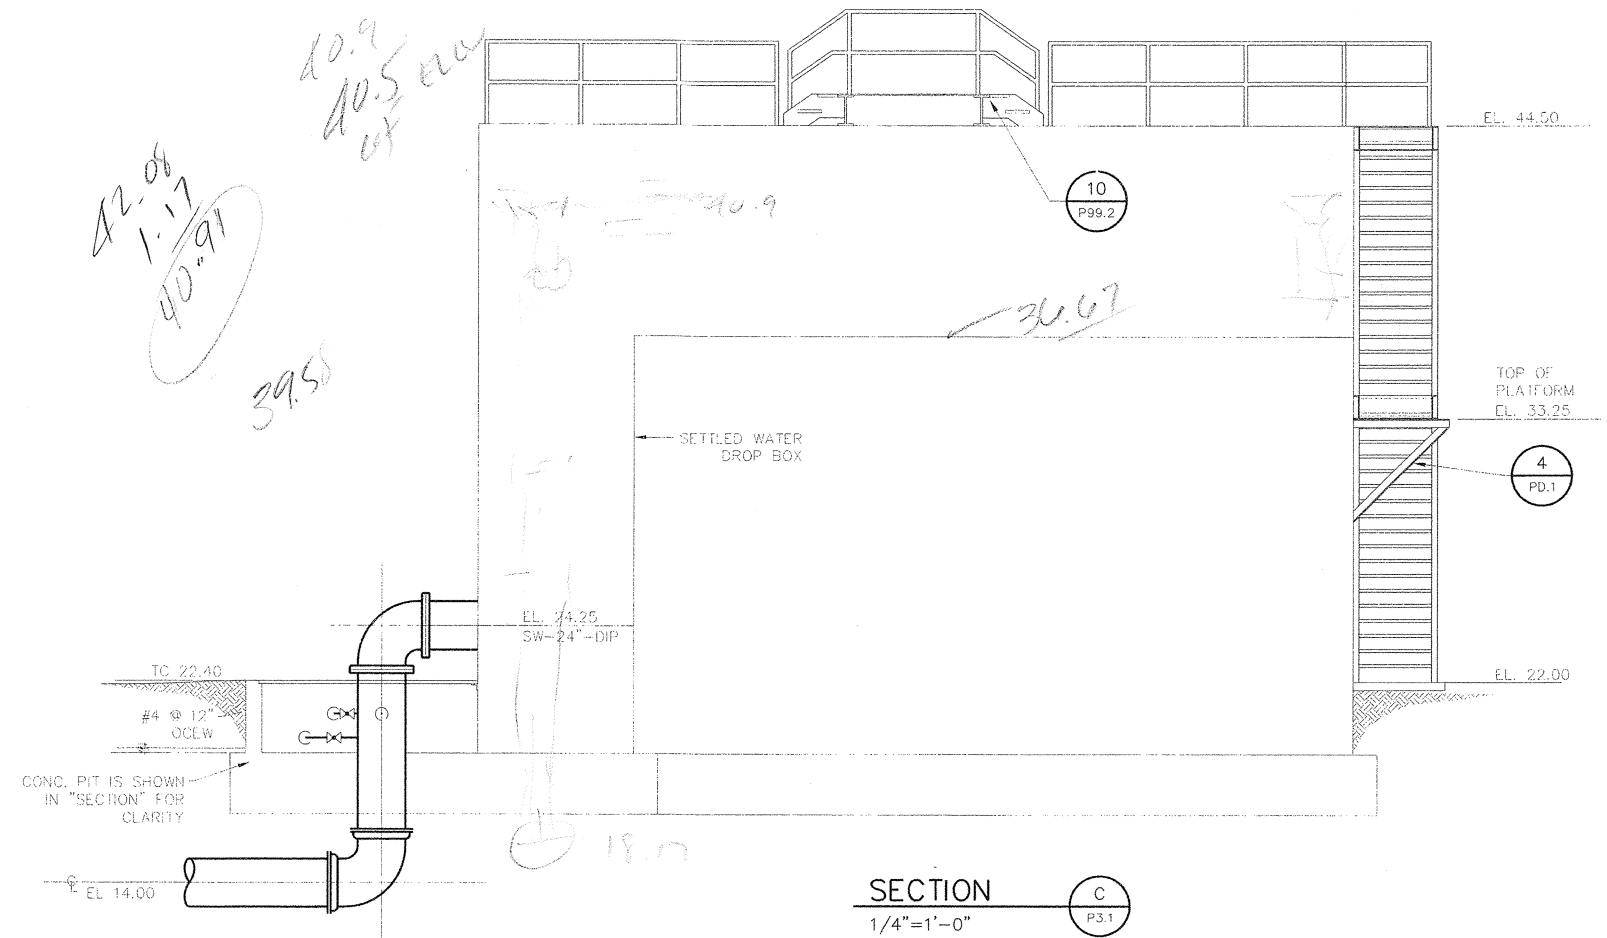 40.9
40.5
EL. 44.50
42.08
1.17
40.91
10
P99.2
40.9
36.67
39.58
TOP OF
PLATFORM
EL. 33.25
SETTLED WATER
DROP BOX
4
PD.1
EL. 24.25
SW-24"-DIP
TC 22.40
EL. 22.00
#4 @ 12"
OCEW
CONC. PIT IS SHOWN
IN "SECTION" FOR
CLARITY
℄ EL 14.00
SECTION
1/4"=1'-0"
C
P3.1